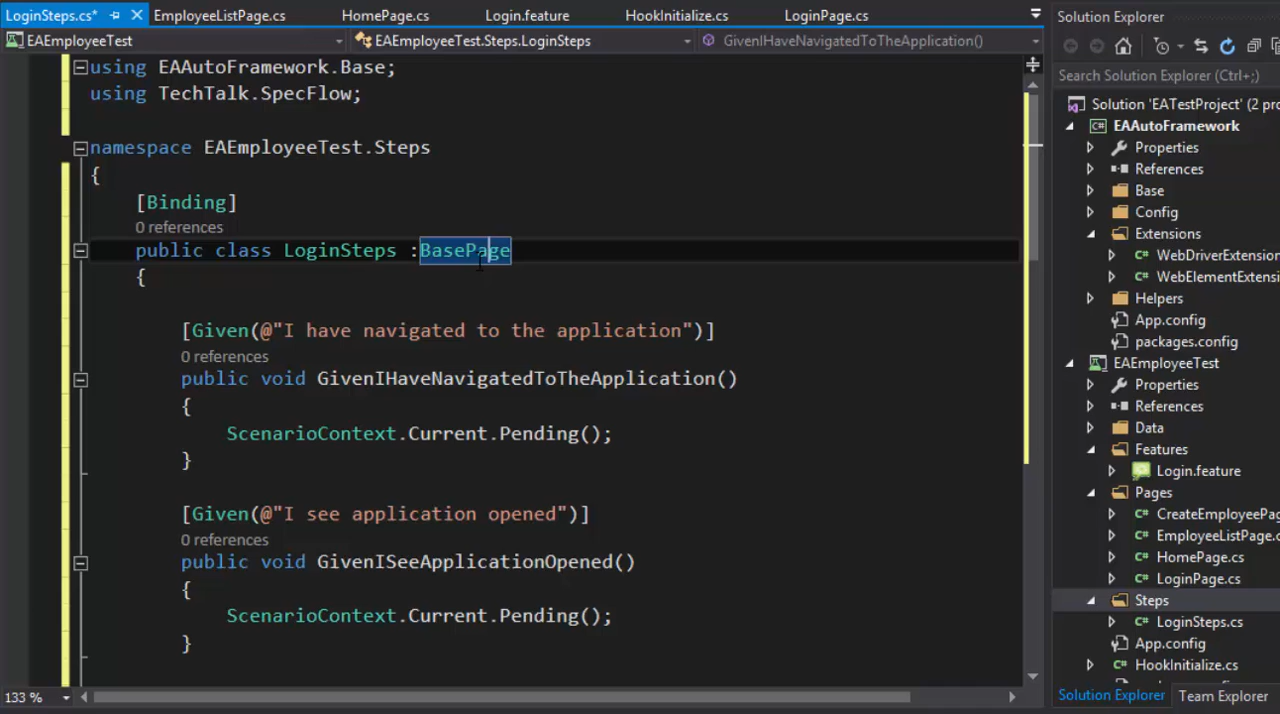 LoginSteps.cs*
EmployeeListPage.cs
HomePage.cs
Login.feature
HookInitialize.cs
LoginPage.cs
EAEmployeeTest
EAEmployeeTest.Steps.LoginSteps
GivenIHaveNavigatedToTheApplication()
using EAAutoFramework.Base;
using TechTalk.SpecFlow;
namespace EAEmployeeTest.Steps
{
[Binding]
0 references
public class LoginSteps :BasePage
{
[Given(@"I have navigated to the application")]
0 references
public void GivenIHaveNavigatedToTheApplication()
{
ScenarioContext.Current.Pending();
}
[Given(@"I see application opened")]
0 references
public void GivenISeeApplicationOpened()
{
ScenarioContext.Current.Pending();
}
133 %
Solution Explorer
Search Solution Explorer (Ctrl+;)
Solution 'EATestProject' (2 pro
EAAutoFramework
Properties
References
Base
Config
Extensions
WebDriverExtension
WebElementExtensi
Helpers
App.config
packages.config
EAEmployeeTest
Properties
References
Data
Features
Login.feature
Pages
CreateEmployeePag
EmployeeListPage.c
HomePage.cs
LoginPage.cs
Steps
LoginSteps.cs
App.config
HookInitialize.cs
Solution Explorer
Team Explorer